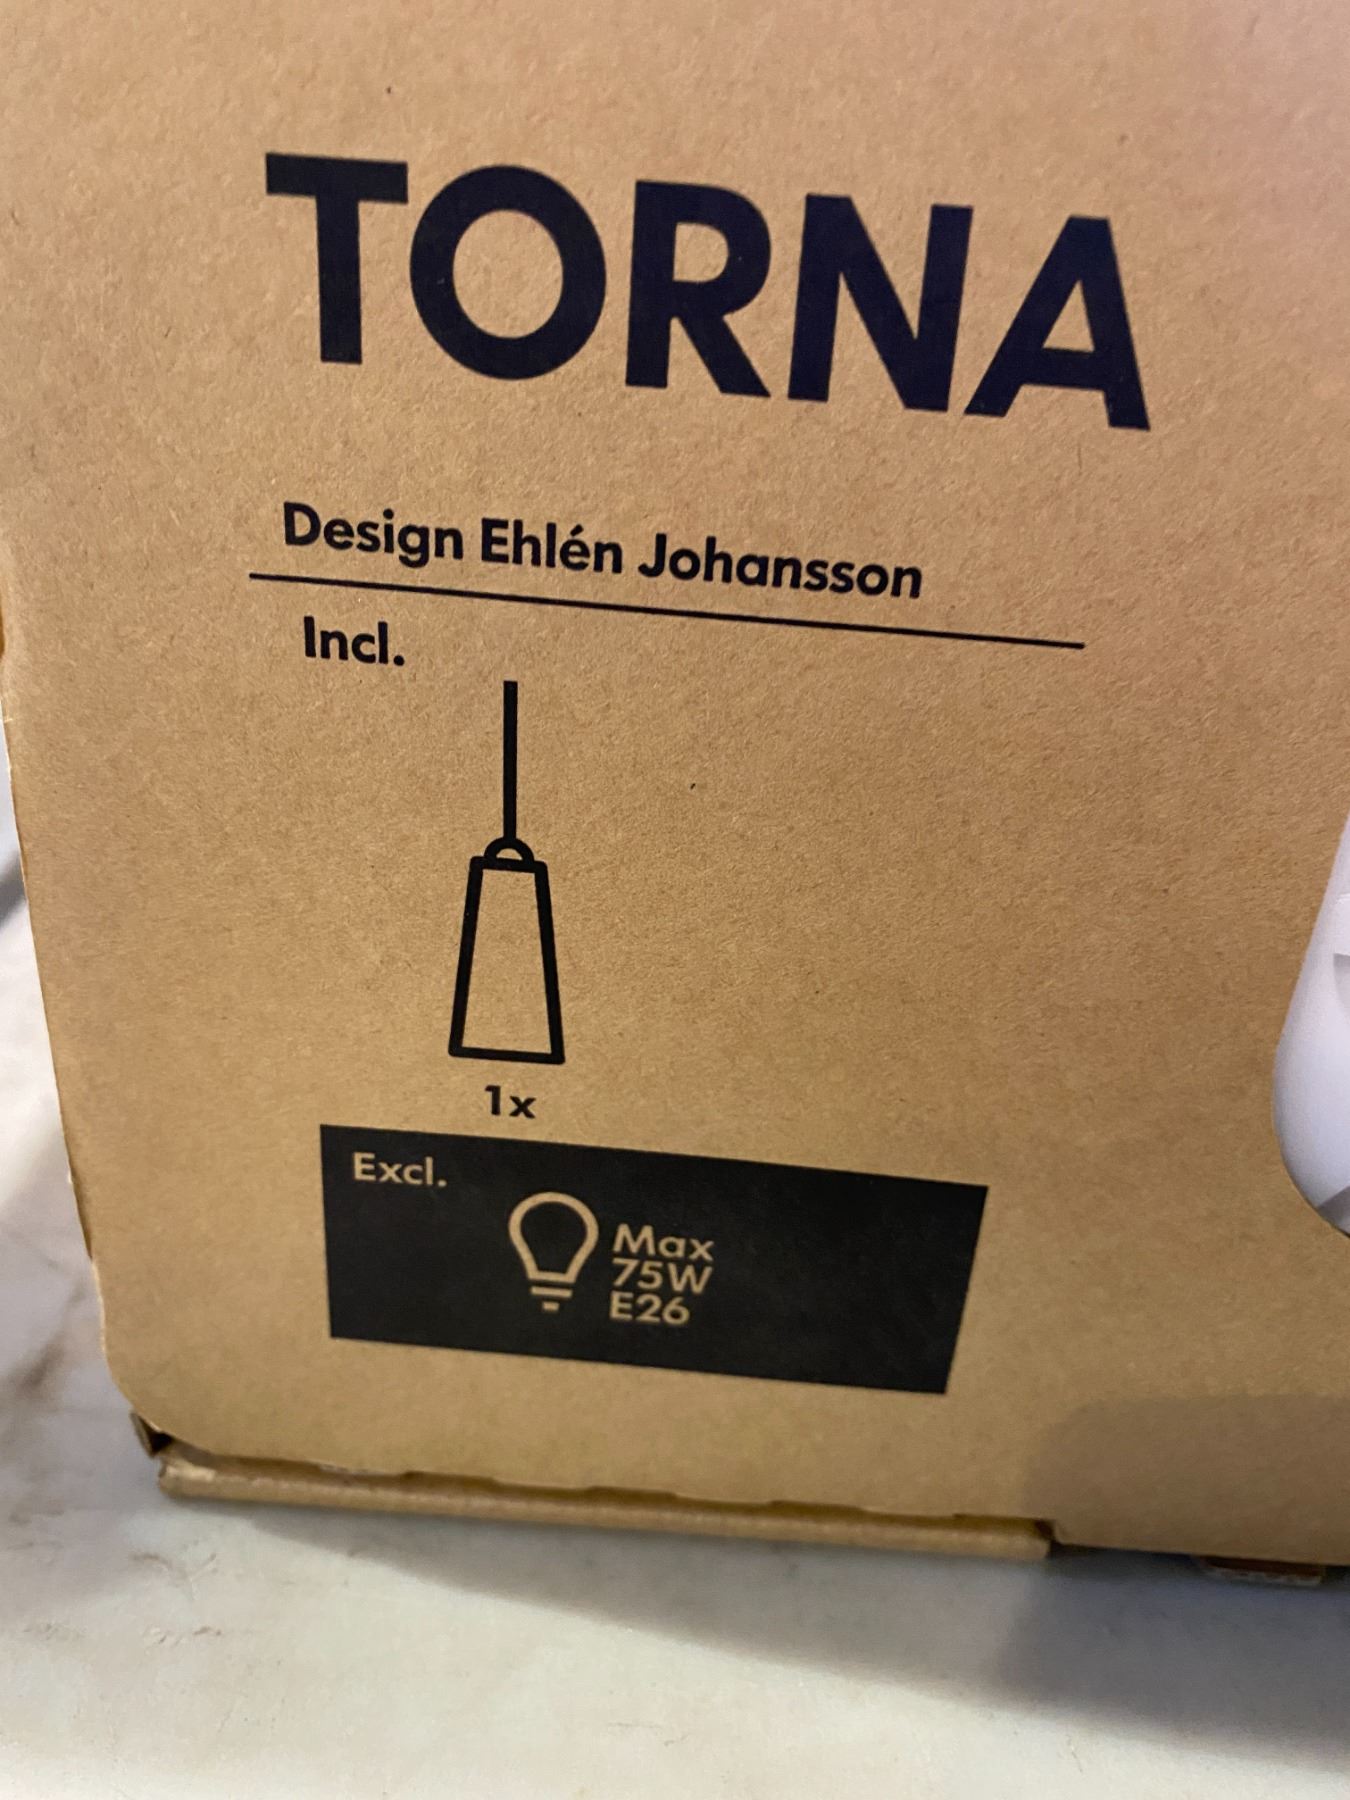 TORNA
Design Ehlén Johansson
Incl.
1x
Excl.
Max
75W
E26